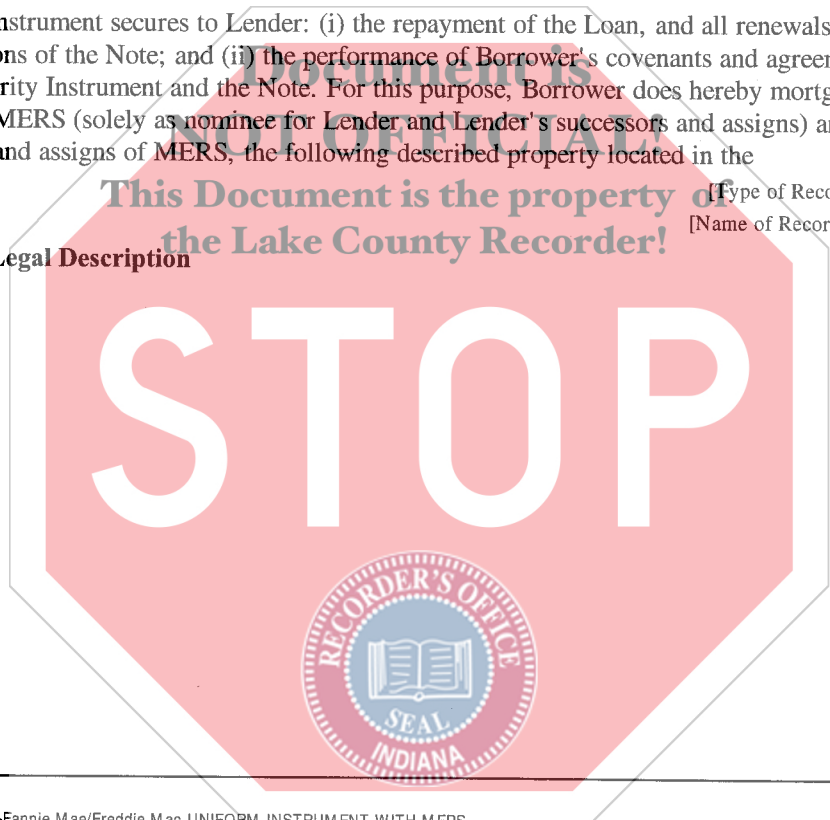 nstrument secures to Lender: (i) the repayment of the Loan, and all renewals
ons of the Note; and (ii) the performance of Borrower's covenants and agreer
rity Instrument and the Note. For this purpose, Borrower does hereby mortg
MERS (solely as nominee for Lender and Lender's successors and assigns) an
and assigns of MERS, the following described property located in the
[Type of Reco
[Name of Recor
Legal Description
Document is
NOT OFFICIAL!
This Document is the property of
the Lake County Recorder!
STOP
RECORDER'S OFFICE
SEAL
INDIANA
Fannie Mae/Freddie Mac UNIFORM INSTRUMENT WITH MERS